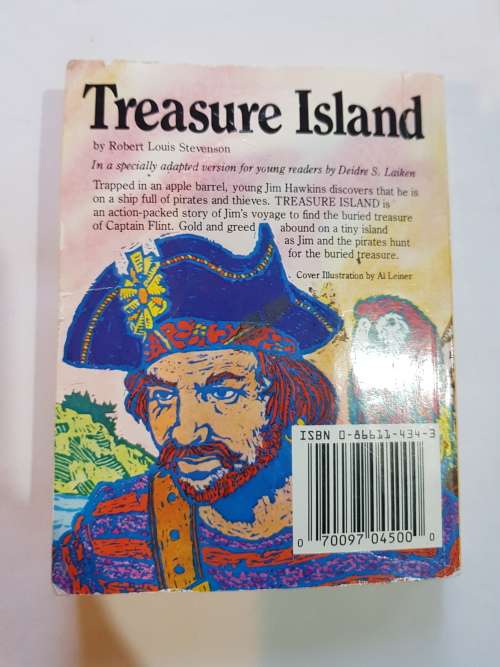 Treasure Island
by Robert Louis Stevenson
In a specially adapted version for young readers by Deidre S. Laiken
Trapped in an apple barrel, young Jim Hawkins discovers that he is
on a ship full of pirates and thieves. TREASURE ISLAND is
an action-packed story of Jim's voyage to find the buried treasure
of Captain Flint. Gold and greed abound on a tiny island
as Jim and the pirates hunt
for the buried treasure.
Cover Illustration by Al Leiner
ISBN 0-86611-434-3
0 70097 04500 0